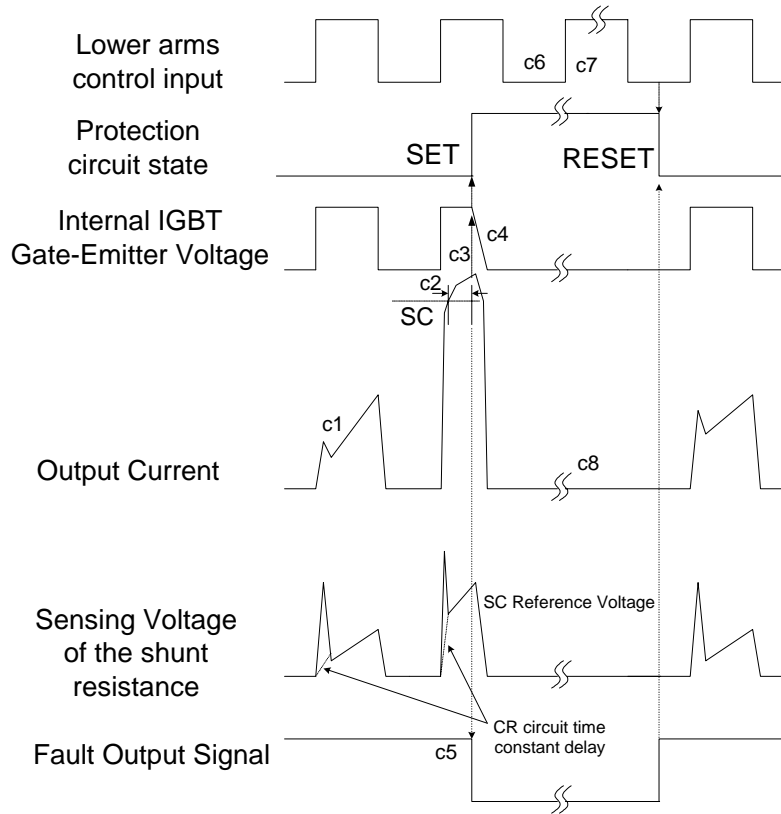 Lower arms
control input
c6
c7
Protection
circuit state
SET
RESET
Internal IGBT
Gate-Emitter Voltage
c4
c3
c2
SC
c1
Output Current
c8
SC Reference Voltage
Sensing Voltage
of the shunt
resistance
CR circuit time
constant delay
Fault Output Signal
c5